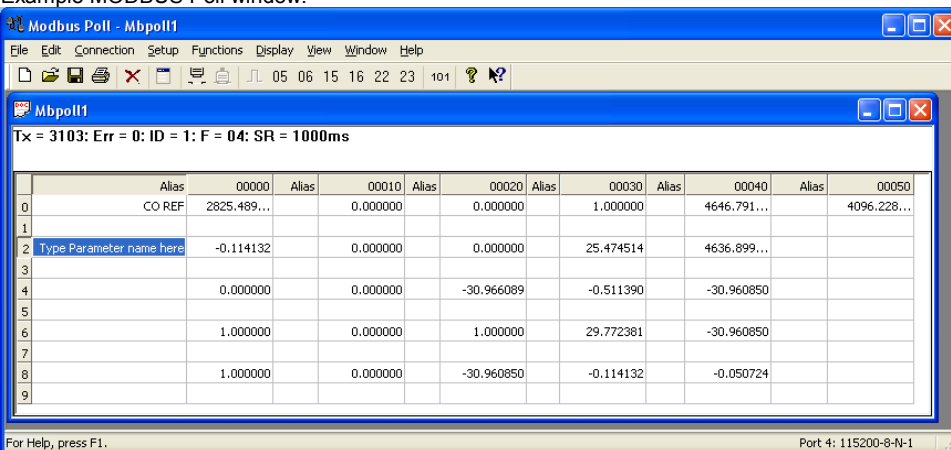 Example MODBUS Poll window:
Modbus Poll - Mbpoll1
File Edit Connection Setup Functions Display View Window Help
05 06 15 16 22 23 101
Mbpoll1
Tx = 3103: Err = 0: ID = 1: F = 04: SR = 1000ms
Alias 00000 Alias 00010 Alias 00020 Alias 00030 Alias 00040 Alias 00050
0 CO REF 2825.489... 0.000000 0.000000 1.000000 4646.791... 4096.228...
1
2 Type Parameter name here -0.114132 0.000000 0.000000 25.474514 4636.899...
3
4 0.000000 0.000000 -30.966089 -0.511390 -30.960850
5
6 1.000000 0.000000 1.000000 29.772381 -30.960850
7
8 1.000000 0.000000 -30.960850 -0.114132 -0.050724
9
For Help, press F1. Port 4: 115200-8-N-1